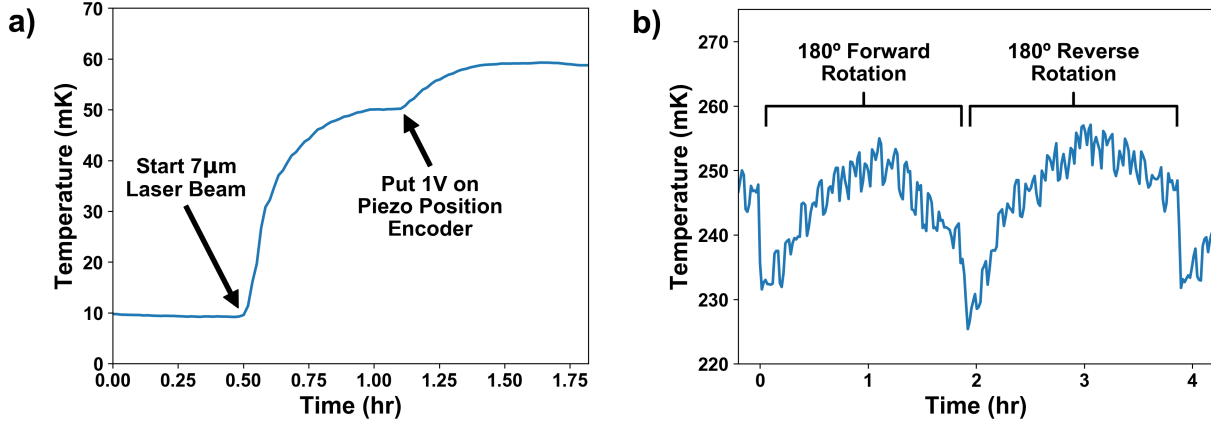 a)
70
60
50
40
30
20
10
0
Temperature (mK)
Start 7µm
Laser Beam
Put 1V on
Piezo Position
Encoder
0.00
0.25
0.50
0.75
1.00
1.25
1.50
1.75
Time (hr)
b)
270
260
250
240
230
220
Temperature (mK)
180º Forward
Rotation
180º Reverse
Rotation
0
1
2
3
4
Time (hr)